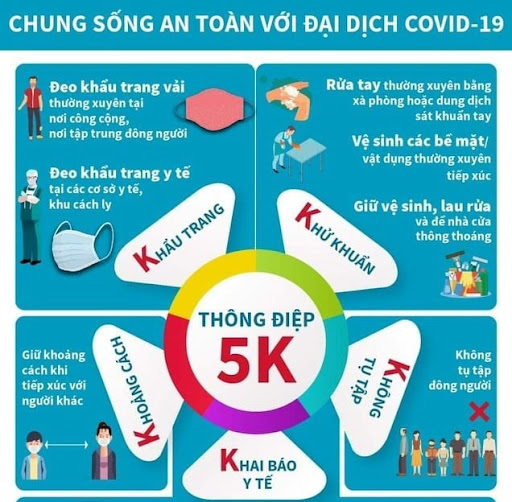 CHUNG SỐNG AN TOÀN VỚI ĐẠI DỊCH COVID-19
Đeo khẩu trang vải
thường xuyên tại
nơi công cộng,
nơi tập trung đông người
Đeo khẩu trang y tế
tại các cơ sở y tế,
khu cách ly
KHẨU TRANG
Rửa tay thường xuyên bằng
xà phòng hoặc dung dịch
sát khuẩn tay
Vệ sinh các bề mặt/
vật dụng thường xuyên
tiếp xúc
Giữ vệ sinh, lau rửa
và để nhà cửa
thông thoáng
KHỬ KHUẨN
THÔNG ĐIỆP
5K
Giữ khoảng
cách khi
tiếp xúc với
người khác
KHOẢNG CÁCH
KHÔNG
TỤ TẬP
Không
tụ tập
đông người
KHAI BÁO
Y TẾ